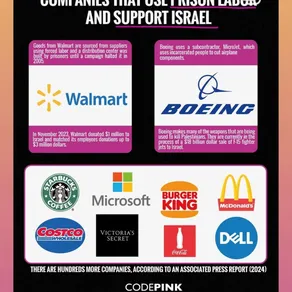 COMPANIES THAT USE PRISON LABOR
AND SUPPORT ISRAEL
Goods from Walmart are sourced from suppliers
using forced labor and a distribution center was
built by prisoners until a campaign halted it in
2005.
Walmart
In November 2023, Walmart donated $1 million to
Israel and matched its employees donations up to
$3 million dollars.
Boeing uses a subcontractor, MicroJet, which
uses incarcerated people to cut airplane
components.
BOEING
Boeing makes many of the weapons that are being
used to kill Palestinians. They are currently in the
process of a $18 billion dollar sale of F-15 fighter
jets to Israel.
STARBUCKS
COFFEE
Microsoft
BURGER
KING
McDonald's
COSTCO
WHOLESALE
VICTORIA'S
SECRET
Coca-Cola
DELL
THERE ARE HUNDREDS MORE COMPANIES, ACCORDING TO AN ASSOCIATED PRESS REPORT (2024)
CODEPINK